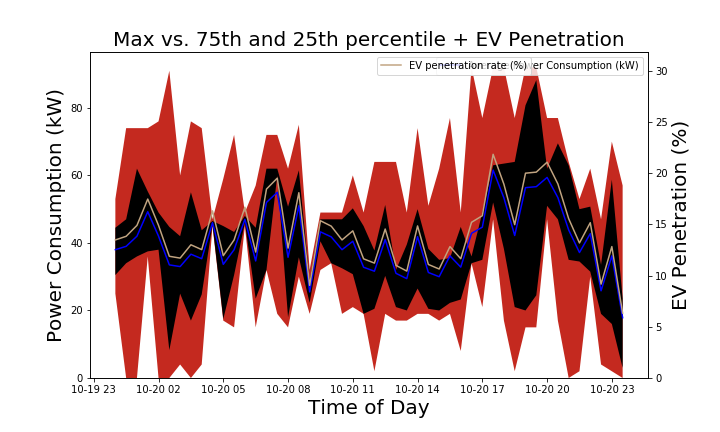 Max vs. 75th and 25th percentile + EV Penetration
EV penetration rate (%) er Consumption (kW)
Power Consumption (kW)
80
60
40
20
0
30
25
20
15
10
5
0
EV Penetration (%)
10-19 23 10-20 02 10-20 05 10-20 08 10-20 11 10-20 14 10-20 17 10-20 20 10-20 23
Time of Day